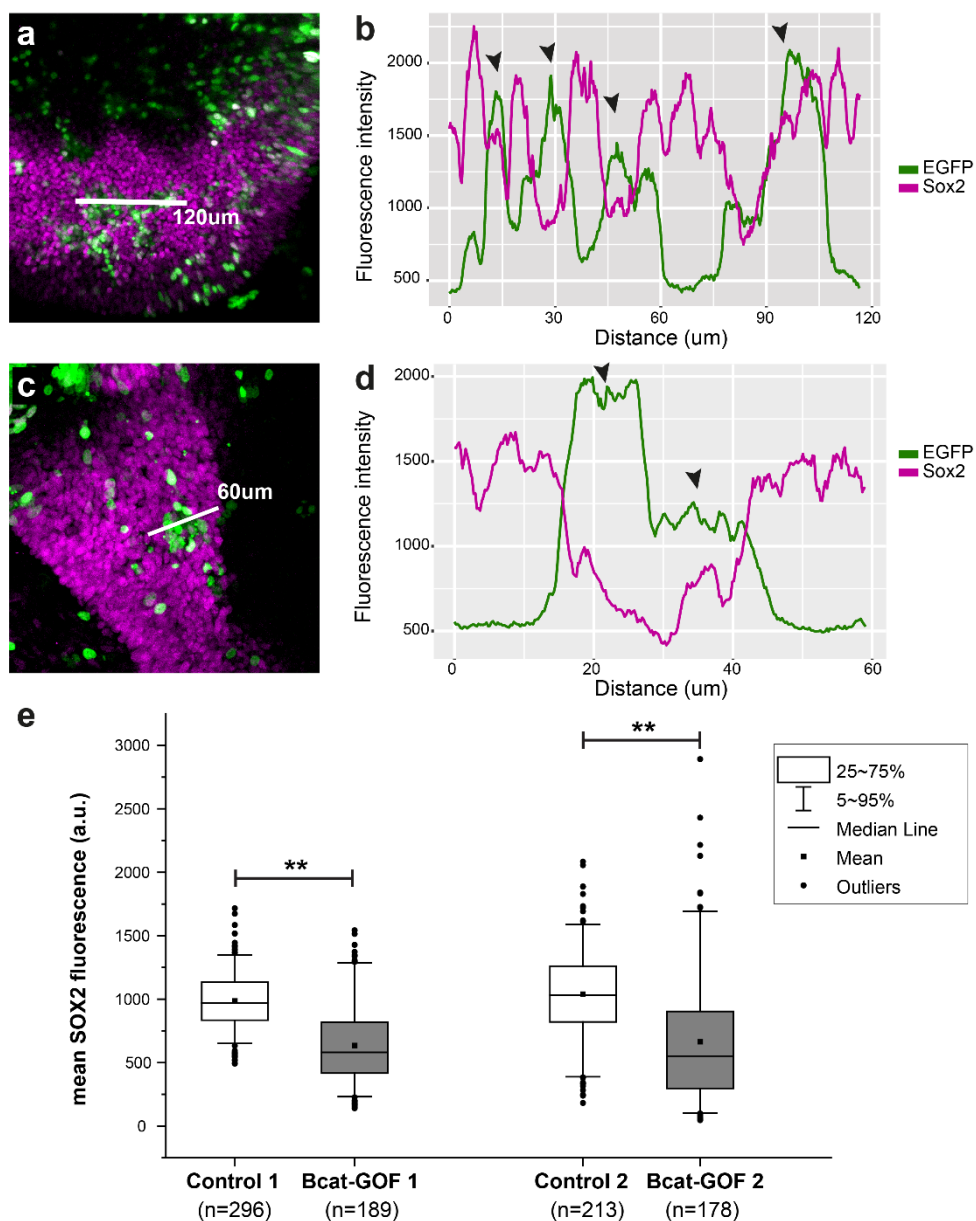 a
120um
b
Fluorescence intensity
2000
1500
1000
500
0
30
60
90
120
Distance (um)
EGFP
Sox2
c
60um
d
Fluorescence intensity
2000
1500
1000
500
0
20
40
60
Distance (um)
EGFP
Sox2
e
mean SOX2 fluorescence (a.u.)
3000
2500
2000
1500
1000
500
0
**
**
25~75%
5~95%
Median Line
Mean
Outliers
Control 1
(n=296)
Bcat-GOF 1
(n=189)
Control 2
(n=213)
Bcat-GOF 2
(n=178)